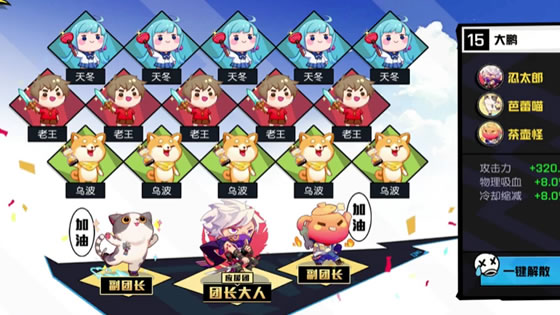 天冬 天冬 天冬 天冬 天冬
老王 老王 老王 老王 老王
乌波 乌波 乌波 乌波 乌波
加油
加油
副团长
应援团
团长大人
副团长
15 大鹏
忍太郎
芭蕾喵
茶壶怪
攻击力 +320.
物理吸血 +8.0
冷却缩减 +8.0
一键解散